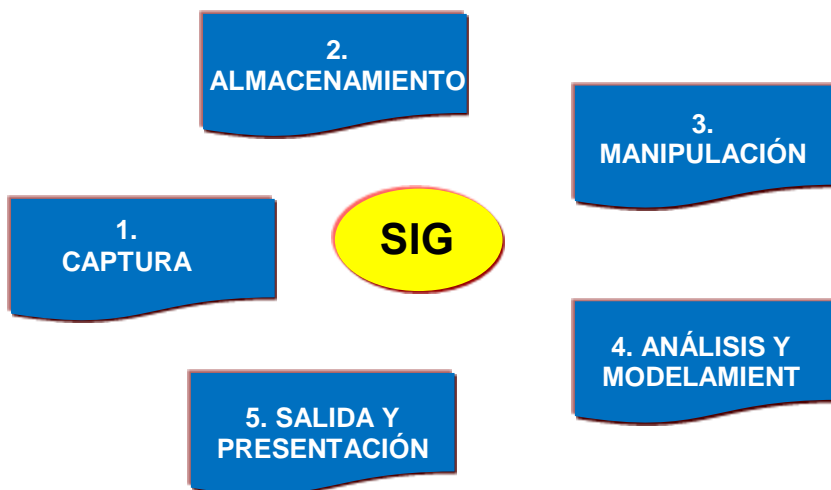 2.
ALMACENAMIENTO
3.
MANIPULACIÓN
1.
CAPTURA
SIG
4. ANÁLISIS Y
MODELAMIENT
5. SALIDA Y
PRESENTACIÓN